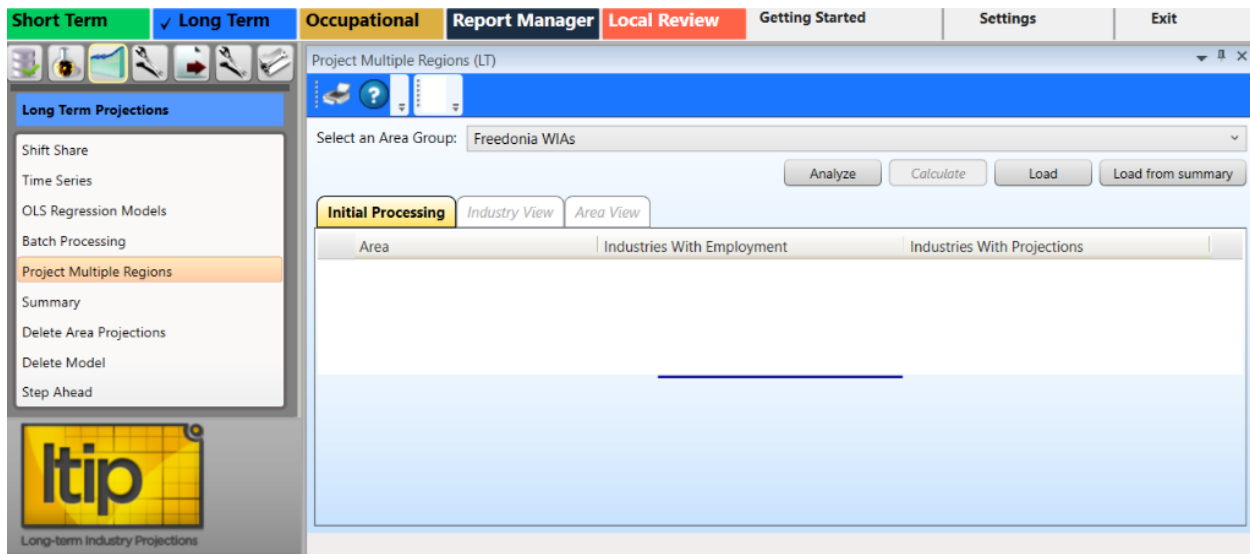 Short Term
✓ Long Term
Occupational
Report Manager
Local Review
Getting Started
Settings
Exit
Long Term Projections
Shift Share
Time Series
OLS Regression Models
Batch Processing
Project Multiple Regions
Summary
Delete Area Projections
Delete Model
Step Ahead
ltip
Long-term Industry Projections
Project Multiple Regions (LT)
Select an Area Group: Freedonia WIAs
Analyze
Calculate
Load
Load from summary
Initial Processing
Industry View
Area View
Area
Industries With Employment
Industries With Projections